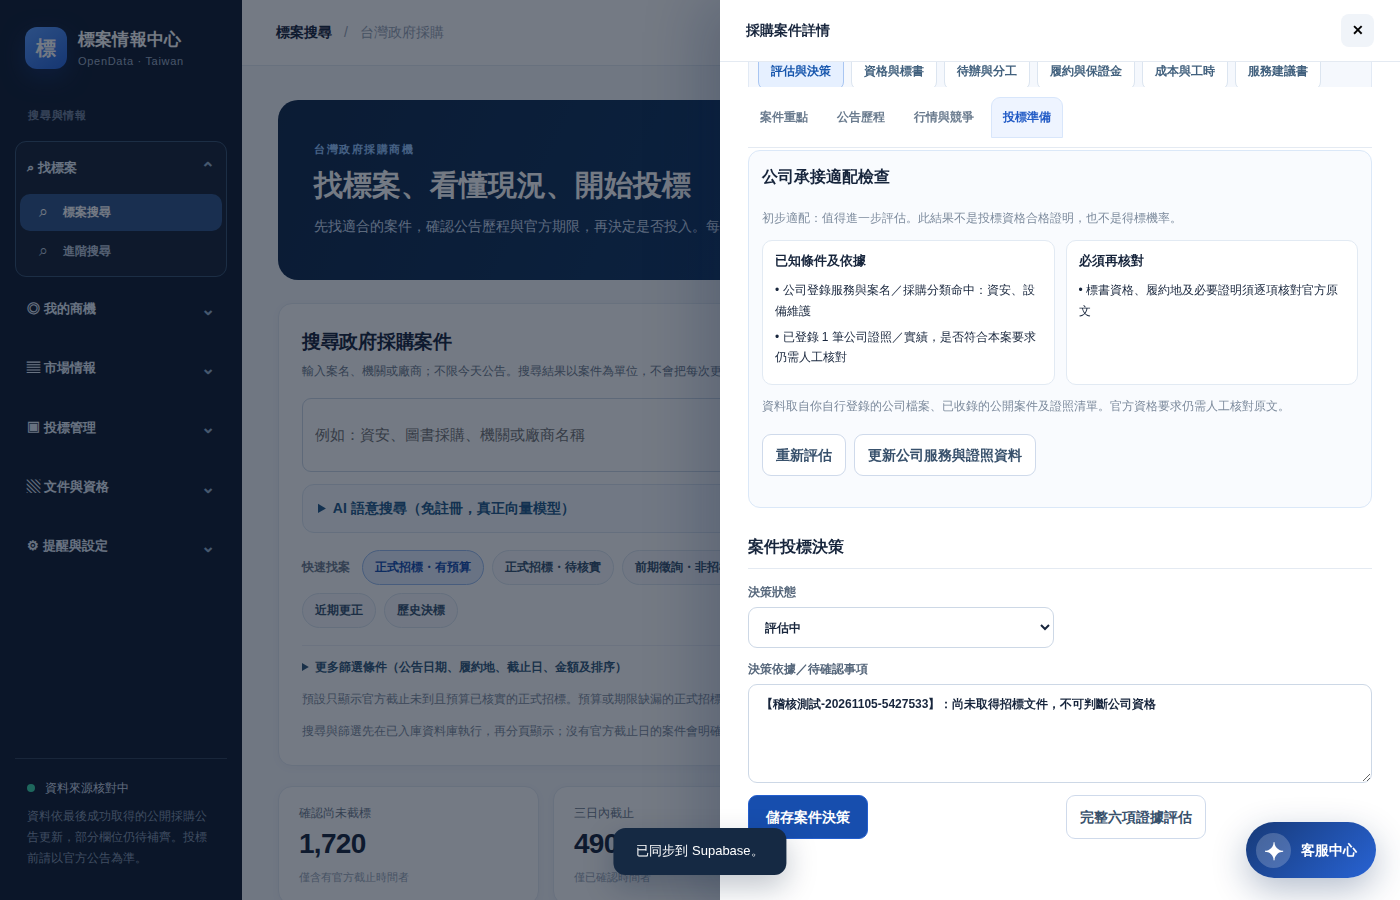 標
標案情報中心
OpenData · Taiwan
搜尋與情報
找標案
標案搜尋
進階搜尋
我的商機
市場情報
投標管理
文件與資格
提醒與設定
資料來源核對中
資料依最後成功取得的公開採購公
告更新，部分欄位仍待補齊。投標
前請以官方公告為準。
標案搜尋 / 台灣政府採購
台灣政府採購商機
找標案、看懂現況、開始投標
先找適合的案件，確認公告歷程與官方期限，再決定是否投入。每
搜尋政府採購案件
輸入案名、機關或廠商；不限今天公告。搜尋結果以案件為單位，不會把每次更
例如：資安、圖書採購、機關或廠商名稱
AI 語意搜尋（免註冊，真正向量模型）
快速找案
正式招標・有預算
正式招標・待核實
前期徵詢・非招
近期更正
歷史決標
更多篩選條件（公告日期、履約地、截止日、金額及排序）
預設只顯示官方截止未到且預算已核實的正式招標。預算或期限缺漏的正式招標
搜尋與篩選先在已入庫資料庫執行，再分頁顯示；沒有官方截止日的案件會明確
確認尚未截標
1,720
僅含有官方截止時間者
三日內截止
490
僅已確認時間者
採購案件詳情
✕
評估與決策
資格與標書
待辦與分工
履約與保證金
成本與工時
服務建議書
案件重點
公告歷程
行情與競爭
投標準備
公司承接適配檢查
初步適配：值得進一步評估。此結果不是投標資格合格證明，也不是得標機率。
已知條件及依據
• 公司登錄服務與案名／採購分類命中：資安、設
備維護
• 已登錄 1 筆公司證照／實績，是否符合本案要求
仍需人工核對
必須再核對
• 標書資格、履約地及必要證明須逐項核對官方原
文
資料取自你自行登錄的公司檔案、已收錄的公開案件及證照清單。官方資格要求仍需人工核對原文。
重新評估
更新公司服務與證照資料
案件投標決策
決策狀態
評估中
決策依據／待確認事項
【稽核測試-20261105-5427533】：尚未取得招標文件，不可判斷公司資格
儲存案件決策
完整六項證據評估
已同步到 Supabase。
客服中心